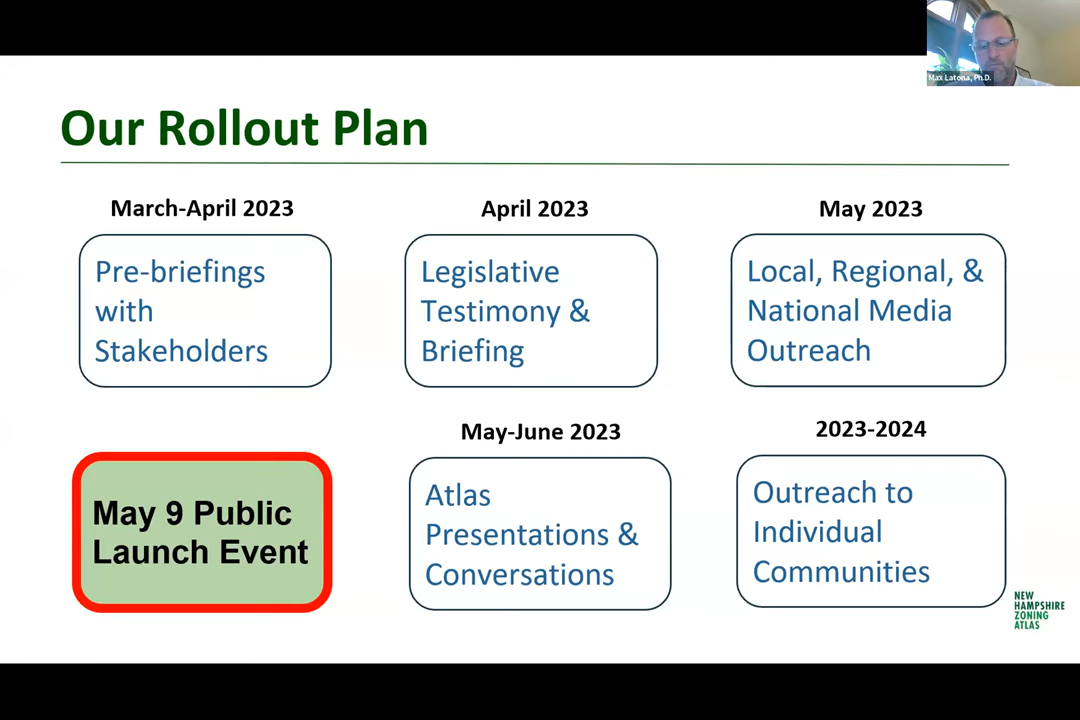 Max Latona, Ph.D.
Our Rollout Plan
March-April 2023
Pre-briefings
with
Stakeholders
April 2023
Legislative
Testimony &
Briefing
May 2023
Local, Regional, &
National Media
Outreach
May 9 Public
Launch Event
May-June 2023
Atlas
Presentations &
Conversations
2023-2024
Outreach to
Individual
Communities
NEW
HAMPSHIRE
ZONING
ATLAS